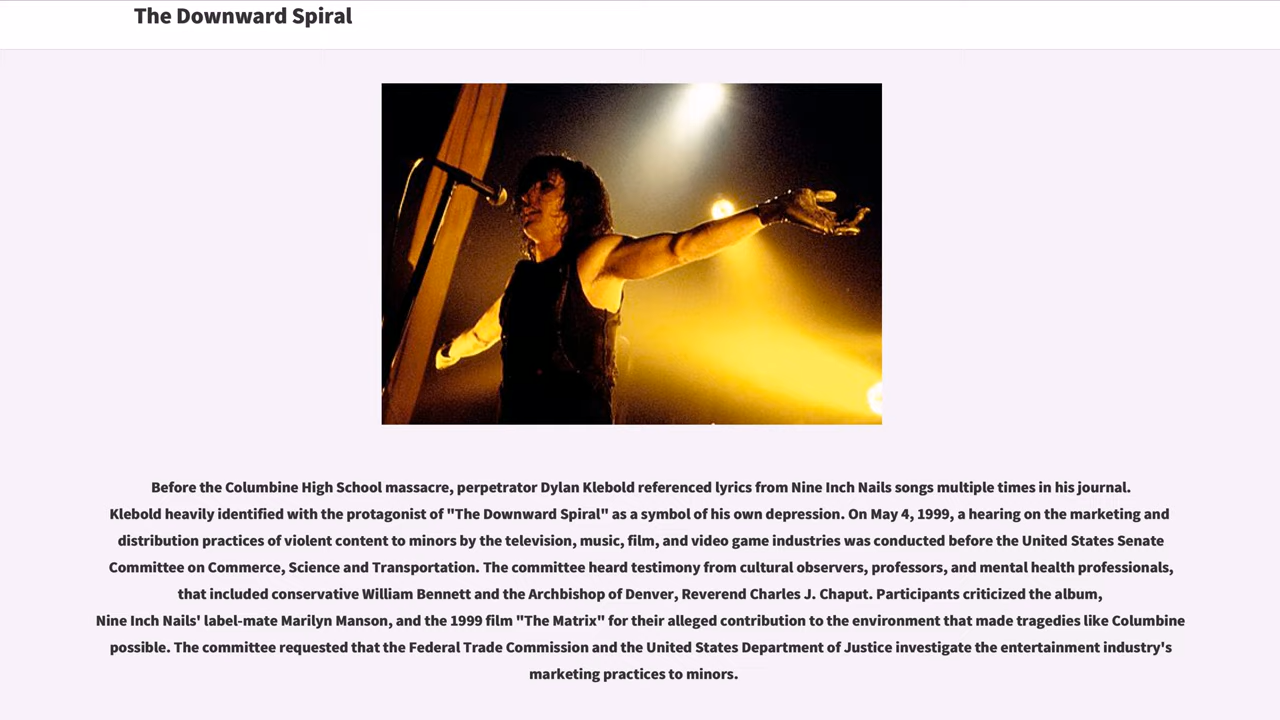 The Downward Spiral
Before the Columbine High School massacre, perpetrator Dylan Klebold referenced lyrics from Nine Inch Nails songs multiple times in his journal.
Klebold heavily identified with the protagonist of "The Downward Spiral" as a symbol of his own depression. On May 4, 1999, a hearing on the marketing and
distribution practices of violent content to minors by the television, music, film, and video game industries was conducted before the United States Senate
Committee on Commerce, Science and Transportation. The committee heard testimony from cultural observers, professors, and mental health professionals,
that included conservative William Bennett and the Archbishop of Denver, Reverend Charles J. Chaput. Participants criticized the album,
Nine Inch Nails' label-mate Marilyn Manson, and the 1999 film "The Matrix" for their alleged contribution to the environment that made tragedies like Columbine
possible. The committee requested that the Federal Trade Commission and the United States Department of Justice investigate the entertainment industry's
marketing practices to minors.